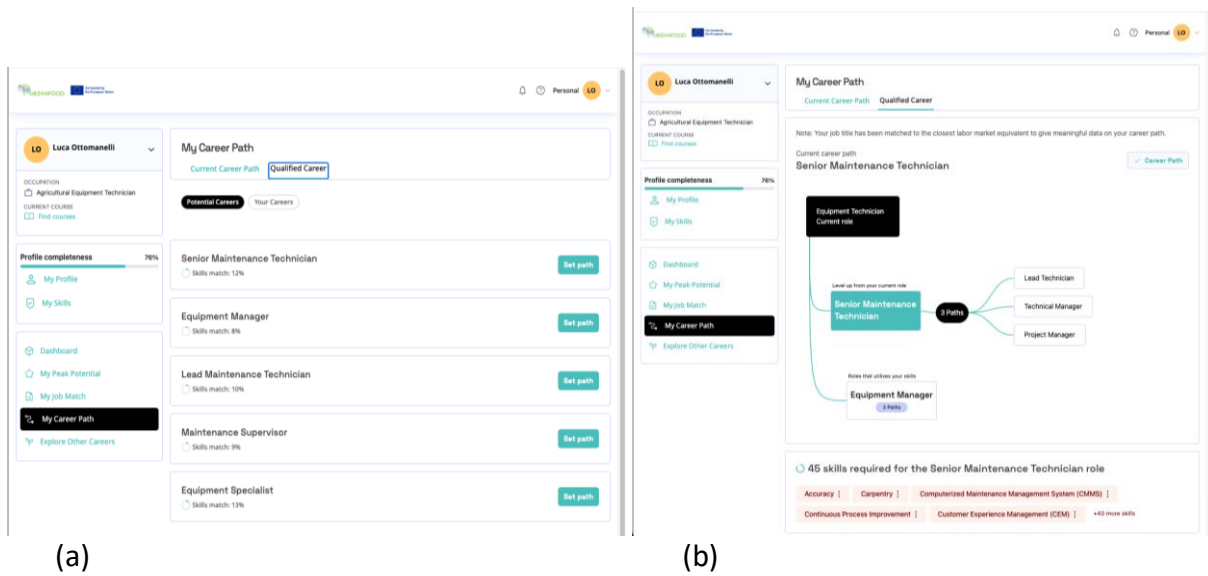 GREENWOOD
Co-funded by
the European Union
Personal
LO
LO
Luca Ottomanelli
OCCUPATION
Agricultural Equipment Technician
CURRENT COURSE
Find courses
Profile completeness 76%
My Profile
My Skills
Dashboard
My Peak Potential
My Job Match
My Career Path
Explore Other Careers
My Career Path
Current Career Path Qualified Career
Potential Careers Your Careers
Senior Maintenance Technician
Skills match: 12%
Set path
Equipment Manager
Skills match: 8%
Set path
Lead Maintenance Technician
Skills match: 10%
Set path
Maintenance Supervisor
Skills match: 9%
Set path
Equipment Specialist
Skills match: 13%
Set path
(a)
GREENWOOD
Personal
LO
LO
Luca Ottomanelli
OCCUPATION
Agricultural Equipment Technician
CURRENT COURSE
Find courses
Profile completeness 76%
My Profile
My Skills
Dashboard
My Peak Potential
My Job Match
My Career Path
Explore Other Careers
My Career Path
Current Career Path Qualified Career
Note: Your job title has been matched to the closest labor market equivalent to give meaningful data on your career path.
Current career path
Senior Maintenance Technician
Career Path
Equipment Technician
Current role
Level up from your current role
Senior Maintenance
Technician
3 Paths
Lead Technician
Technical Manager
Project Manager
Roles that utilizes your skills
Equipment Manager
3 Paths
45 skills required for the Senior Maintenance Technician role
Accuracy Carpentry Computerized Maintenance Management System (CMMS)
Continuous Process Improvement Customer Experience Management (CEM) +40 more skills
(b)